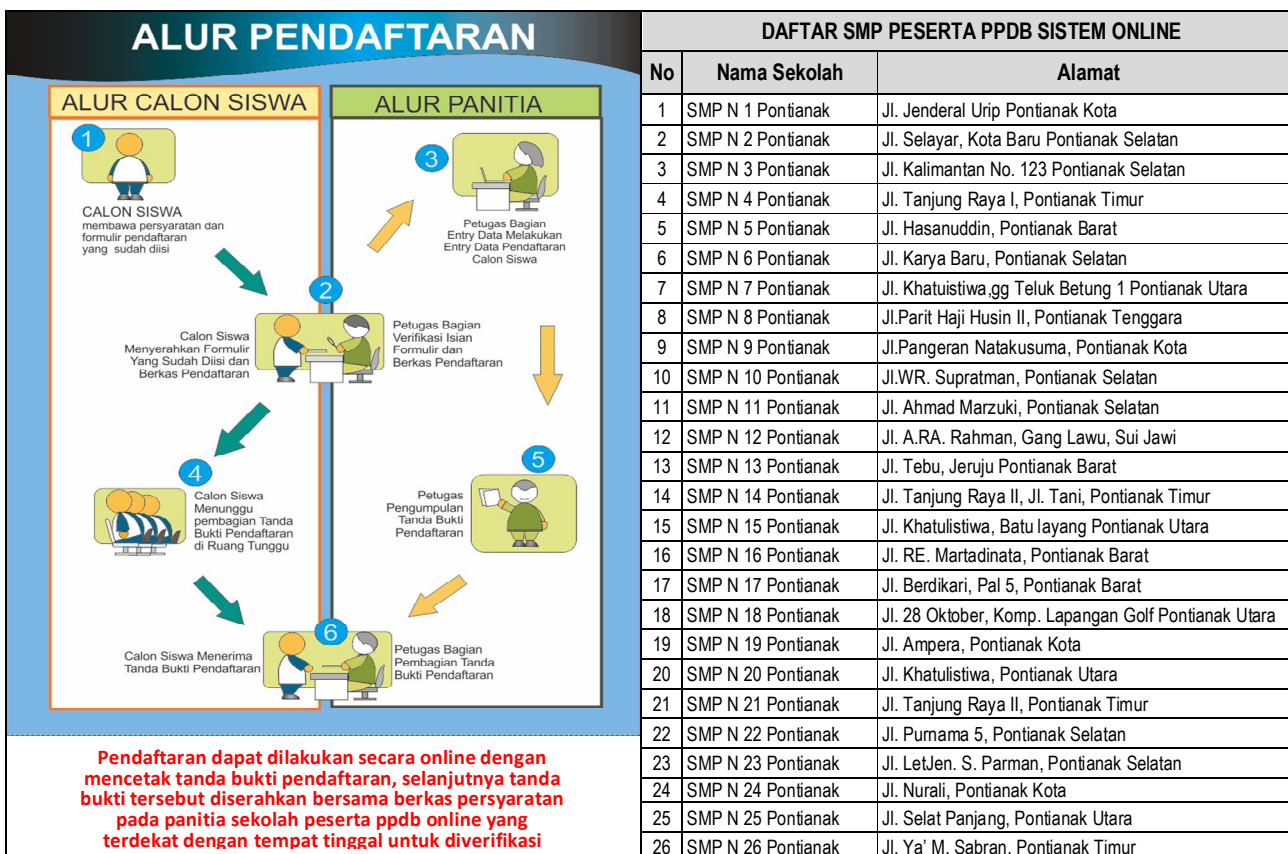 ALUR PENDAFTARAN
ALUR CALON SISWA
ALUR PANITIA
1
CALON SISWA
membawa persyaratan dan
formulir pendaftaran
yang sudah diisi
3
Petugas Bagian
Entry Data Melakukan
Entry Data Pendaftaran
Calon Siswa
2
Calon Siswa
Menyerahkan Formulir
Yang Sudah Diisi dan
Berkas Pendaftaran
Petugas Bagian
Verifikasi Isian
Formulir dan
Berkas Pendaftaran
4
Calon Siswa
Menunggu
pembagian Tanda
Bukti Pendaftaran
di Ruang Tunggu
5
Petugas
Pengumpulan
Tanda Bukti
Pendaftaran
6
Calon Siswa Menerima
Tanda Bukti Pendaftaran
Petugas Bagian
Pembagian Tanda
Bukti Pendaftaran
Pendaftaran dapat dilakukan secara online dengan
mencetak tanda bukti pendaftaran, selanjutnya tanda
bukti tersebut diserahkan bersama berkas persyaratan
pada panitia sekolah peserta ppdb online yang
terdekat dengan tempat tinggal untuk diverifikasi
DAFTAR SMP PESERTA PPDB SISTEM ONLINE
No Nama Sekolah Alamat
1 SMP N 1 Pontianak Jl. Jenderal Urip Pontianak Kota
2 SMP N 2 Pontianak Jl. Selayar, Kota Baru Pontianak Selatan
3 SMP N 3 Pontianak Jl. Kalimantan No. 123 Pontianak Selatan
4 SMP N 4 Pontianak Jl. Tanjung Raya I, Pontianak Timur
5 SMP N 5 Pontianak Jl. Hasanuddin, Pontianak Barat
6 SMP N 6 Pontianak Jl. Karya Baru, Pontianak Selatan
7 SMP N 7 Pontianak Jl. Khatuistiwa,gg Teluk Betung 1 Pontianak Utara
8 SMP N 8 Pontianak Jl.Parit Haji Husin II, Pontianak Tenggara
9 SMP N 9 Pontianak Jl.Pangeran Natakusuma, Pontianak Kota
10 SMP N 10 Pontianak Jl.WR. Supratman, Pontianak Selatan
11 SMP N 11 Pontianak Jl. Ahmad Marzuki, Pontianak Selatan
12 SMP N 12 Pontianak Jl. A.RA. Rahman, Gang Lawu, Sui Jawi
13 SMP N 13 Pontianak Jl. Tebu, Jeruju Pontianak Barat
14 SMP N 14 Pontianak Jl. Tanjung Raya II, Jl. Tani, Pontianak Timur
15 SMP N 15 Pontianak Jl. Khatulistiwa, Batu layang Pontianak Utara
16 SMP N 16 Pontianak Jl. RE. Martadinata, Pontianak Barat
17 SMP N 17 Pontianak Jl. Berdikari, Pal 5, Pontianak Barat
18 SMP N 18 Pontianak Jl. 28 Oktober, Komp. Lapangan Golf Pontianak Utara
19 SMP N 19 Pontianak Jl. Ampera, Pontianak Kota
20 SMP N 20 Pontianak Jl. Khatulistiwa, Pontianak Utara
21 SMP N 21 Pontianak Jl. Tanjung Raya II, Pontianak Timur
22 SMP N 22 Pontianak Jl. Purnama 5, Pontianak Selatan
23 SMP N 23 Pontianak Jl. LetJen. S. Parman, Pontianak Selatan
24 SMP N 24 Pontianak Jl. Nurali, Pontianak Kota
25 SMP N 25 Pontianak Jl. Selat Panjang, Pontianak Utara
26 SMP N 26 Pontianak Jl. Ya' M. Sabran, Pontianak Timur